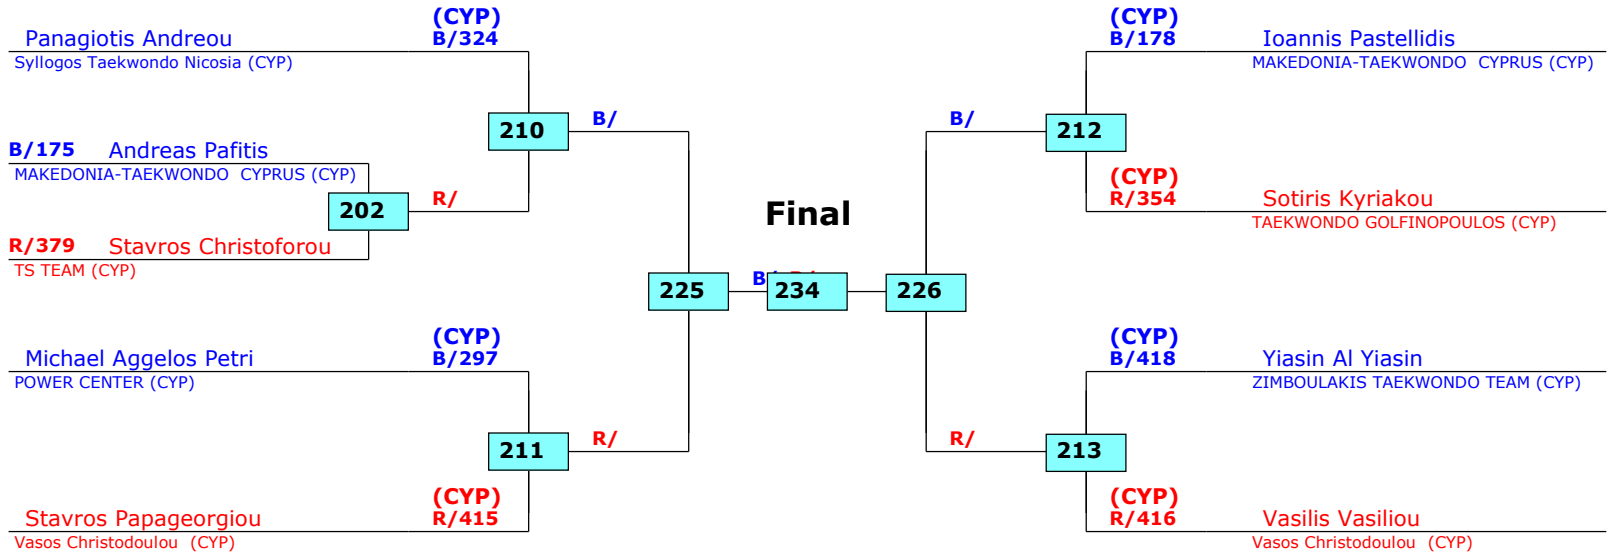 (CYP)
Panagiotis Andreou B/324
Syllogos Taekwondo Nicosia (CYP)
210
B/
B/175 Andreas Pafitis
MAKEDONIA-TAEKWONDO CYPRUS (CYP)
202
R/
R/379 Stavros Christoforou
TS TEAM (CYP)
225
(CYP)
Michael Aggelos Petri B/297
POWER CENTER (CYP)
211
R/
(CYP)
Stavros Papageorgiou R/415
Vasos Christodoulou (CYP)
Final
B/
234
226
(CYP)
B/178 Ioannis Pastellidis
MAKEDONIA-TAEKWONDO CYPRUS (CYP)
B/
212
(CYP)
R/354 Sotiris Kyriakou
TAEKWONDO GOLFINOPOULOS (CYP)
(CYP)
B/418 Yiasin Al Yiasin
ZIMBOULAKIS TAEKWONDO TEAM (CYP)
R/
213
(CYP)
R/416 Vasilis Vasiliou
Vasos Christodoulou (CYP)